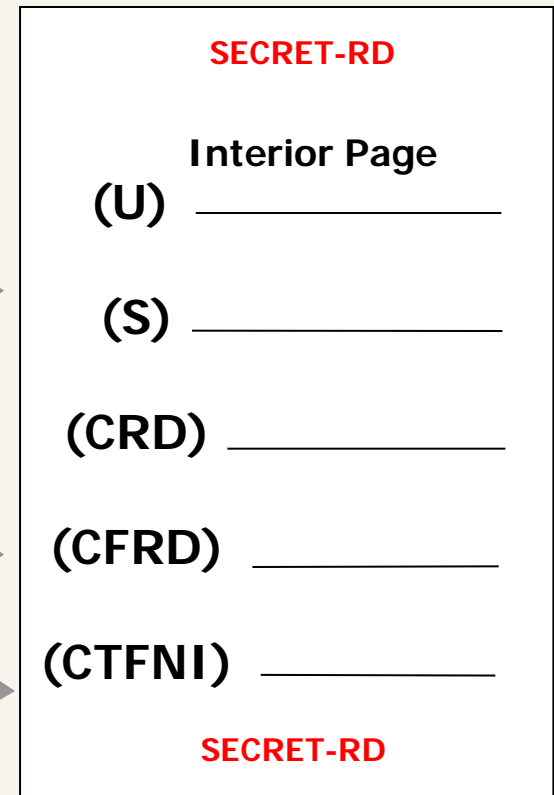 SECRET-RD
Interior Page
(U)
(S)
(CRD)
(CFRD)
(CTFNI)
SECRET-RD